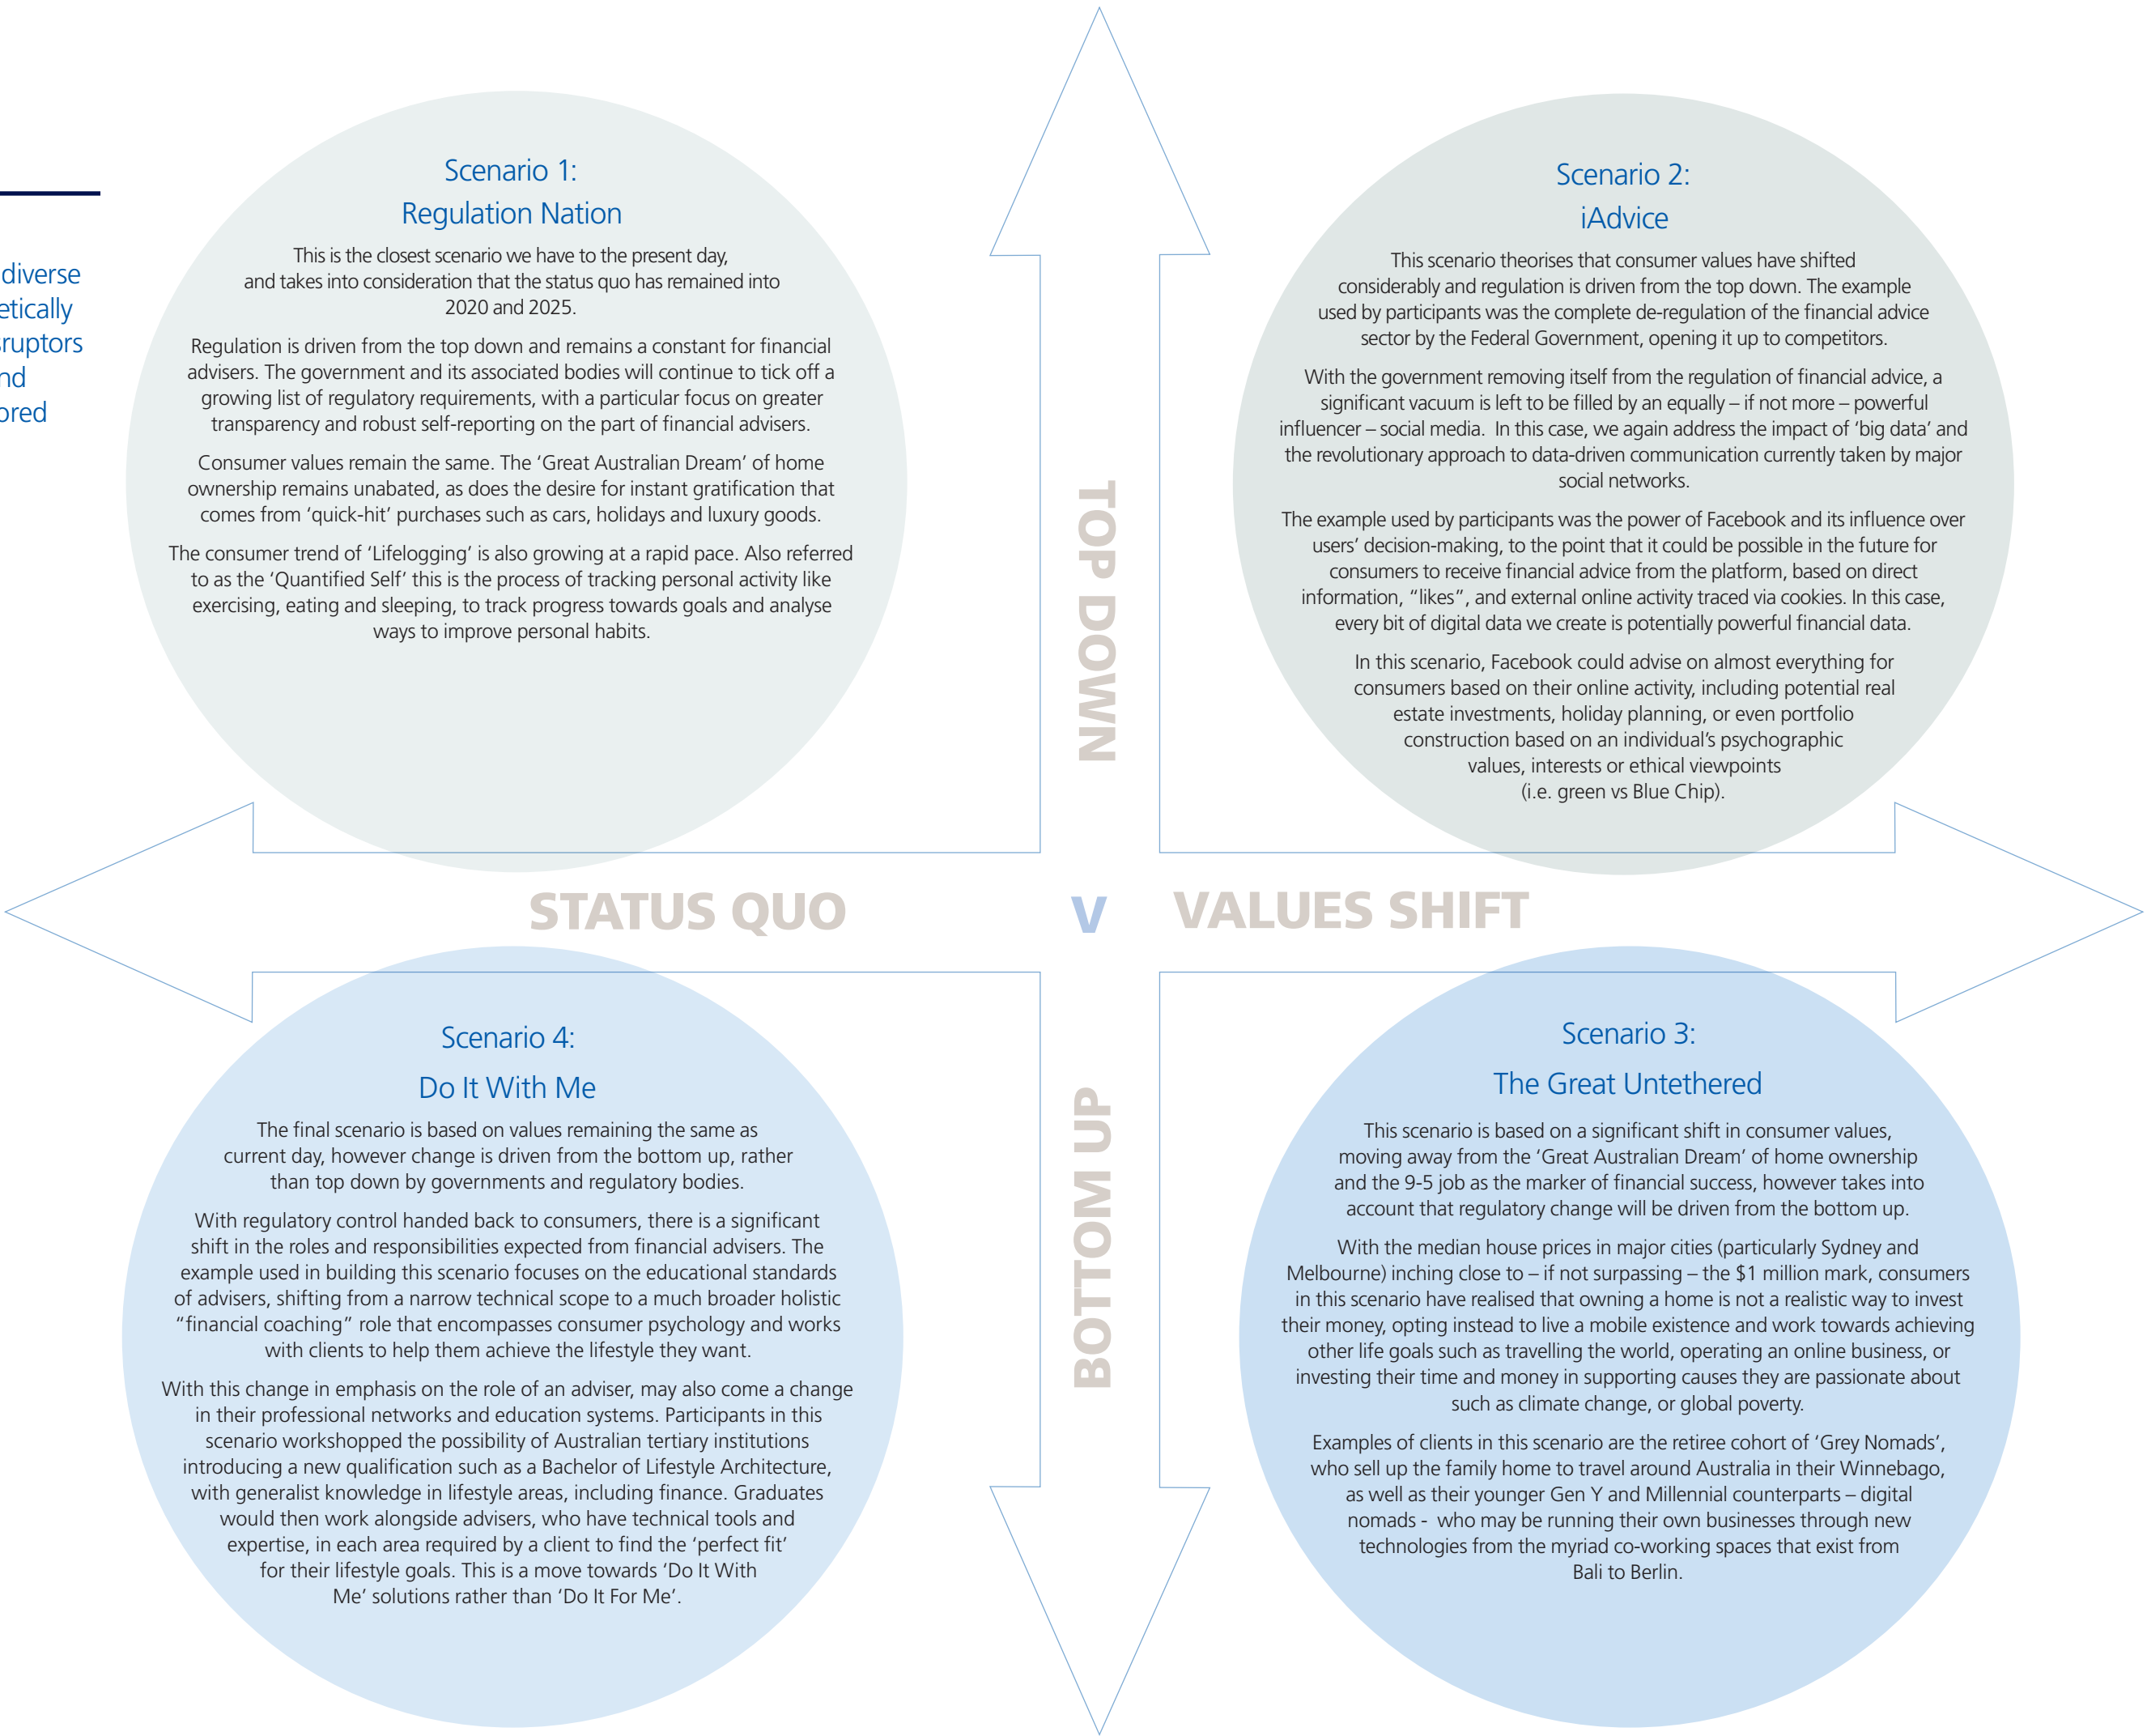 diverse
etically
ruptors
nd
ored
Scenario 1:
Regulation Nation
This is the closest scenario we have to the present day,
and takes into consideration that the status quo has remained into
2020 and 2025.
Regulation is driven from the top down and remains a constant for financial
advisers. The government and its associated bodies will continue to tick off a
growing list of regulatory requirements, with a particular focus on greater
transparency and robust self-reporting on the part of financial advisers.
Consumer values remain the same. The ‘Great Australian Dream’ of home
ownership remains unabated, as does the desire for instant gratification that
comes from ‘quick-hit’ purchases such as cars, holidays and luxury goods.
The consumer trend of ‘Lifelogging’ is also growing at a rapid pace. Also referred
to as the ‘Quantified Self’ this is the process of tracking personal activity like
exercising, eating and sleeping, to track progress towards goals and analyse
ways to improve personal habits.
TOP DOWN
Scenario 2:
iAdvice
This scenario theorises that consumer values have shifted
considerably and regulation is driven from the top down. The example
used by participants was the complete de-regulation of the financial advice
sector by the Federal Government, opening it up to competitors.
With the government removing itself from the regulation of financial advice, a
significant vacuum is left to be filled by an equally – if not more – powerful
influencer – social media.  In this case, we again address the impact of ‘big data’ and
the revolutionary approach to data-driven communication currently taken by major
social networks.
The example used by participants was the power of Facebook and its influence over
users’ decision-making, to the point that it could be possible in the future for
consumers to receive financial advice from the platform, based on direct
information, “likes”, and external online activity traced via cookies. In this case,
every bit of digital data we create is potentially powerful financial data.
In this scenario, Facebook could advise on almost everything for
consumers based on their online activity, including potential real
estate investments, holiday planning, or even portfolio
construction based on an individual’s psychographic
values, interests or ethical viewpoints
(i.e. green vs Blue Chip).
STATUS QUO V VALUES SHIFT
Scenario 4:
Do It With Me
The final scenario is based on values remaining the same as
current day, however change is driven from the bottom up, rather
than top down by governments and regulatory bodies.
With regulatory control handed back to consumers, there is a significant
shift in the roles and responsibilities expected from financial advisers. The
example used in building this scenario focuses on the educational standards
of advisers, shifting from a narrow technical scope to a much broader holistic
“financial coaching” role that encompasses consumer psychology and works
with clients to help them achieve the lifestyle they want.
With this change in emphasis on the role of an adviser, may also come a change
in their professional networks and education systems. Participants in this
scenario workshopped the possibility of Australian tertiary institutions
introducing a new qualification such as a Bachelor of Lifestyle Architecture,
with generalist knowledge in lifestyle areas, including finance. Graduates
would then work alongside advisers, who have technical tools and
expertise, in each area required by a client to find the ‘perfect fit’
for their lifestyle goals. This is a move towards ‘Do It With
Me’ solutions rather than ‘Do It For Me’.
BOTTOM UP
Scenario 3:
The Great Untethered
This scenario is based on a significant shift in consumer values,
moving away from the ‘Great Australian Dream’ of home ownership
and the 9-5 job as the marker of financial success, however takes into
account that regulatory change will be driven from the bottom up.
With the median house prices in major cities (particularly Sydney and
Melbourne) inching close to – if not surpassing – the $1 million mark, consumers
in this scenario have realised that owning a home is not a realistic way to invest
their money, opting instead to live a mobile existence and work towards achieving
other life goals such as travelling the world, operating an online business, or
investing their time and money in supporting causes they are passionate about
such as climate change, or global poverty.
Examples of clients in this scenario are the retiree cohort of ‘Grey Nomads’,
who sell up the family home to travel around Australia in their Winnebago,
as well as their younger Gen Y and Millennial counterparts – digital
nomads -  who may be running their own businesses through new
technologies from the myriad co-working spaces that exist from
Bali to Berlin.